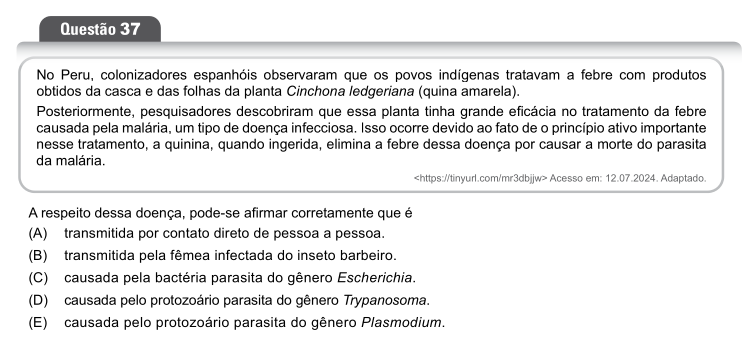 Questão 37
No Peru, colonizadores espanhóis observaram que os povos indígenas tratavam a febre com produtos
obtidos da casca e das folhas da planta Cinchona ledgeriana (quina amarela).
Posteriormente, pesquisadores descobriram que essa planta tinha grande eficácia no tratamento da febre
causada pela malária, um tipo de doença infecciosa. Isso ocorre devido ao fato de o princípio ativo importante
nesse tratamento, a quinina, quando ingerida, elimina a febre dessa doença por causar a morte do parasita
da malária.
<https://tinyurl.com/mr3dbjjw> Acesso em: 12.07.2024. Adaptado.
A respeito dessa doença, pode-se afirmar corretamente que é
(A) transmitida por contato direto de pessoa a pessoa.
(B) transmitida pela fêmea infectada do inseto barbeiro.
(C) causada pela bactéria parasita do gênero Escherichia.
(D) causada pelo protozoário parasita do gênero Trypanosoma.
(E) causada pelo protozoário parasita do gênero Plasmodium.